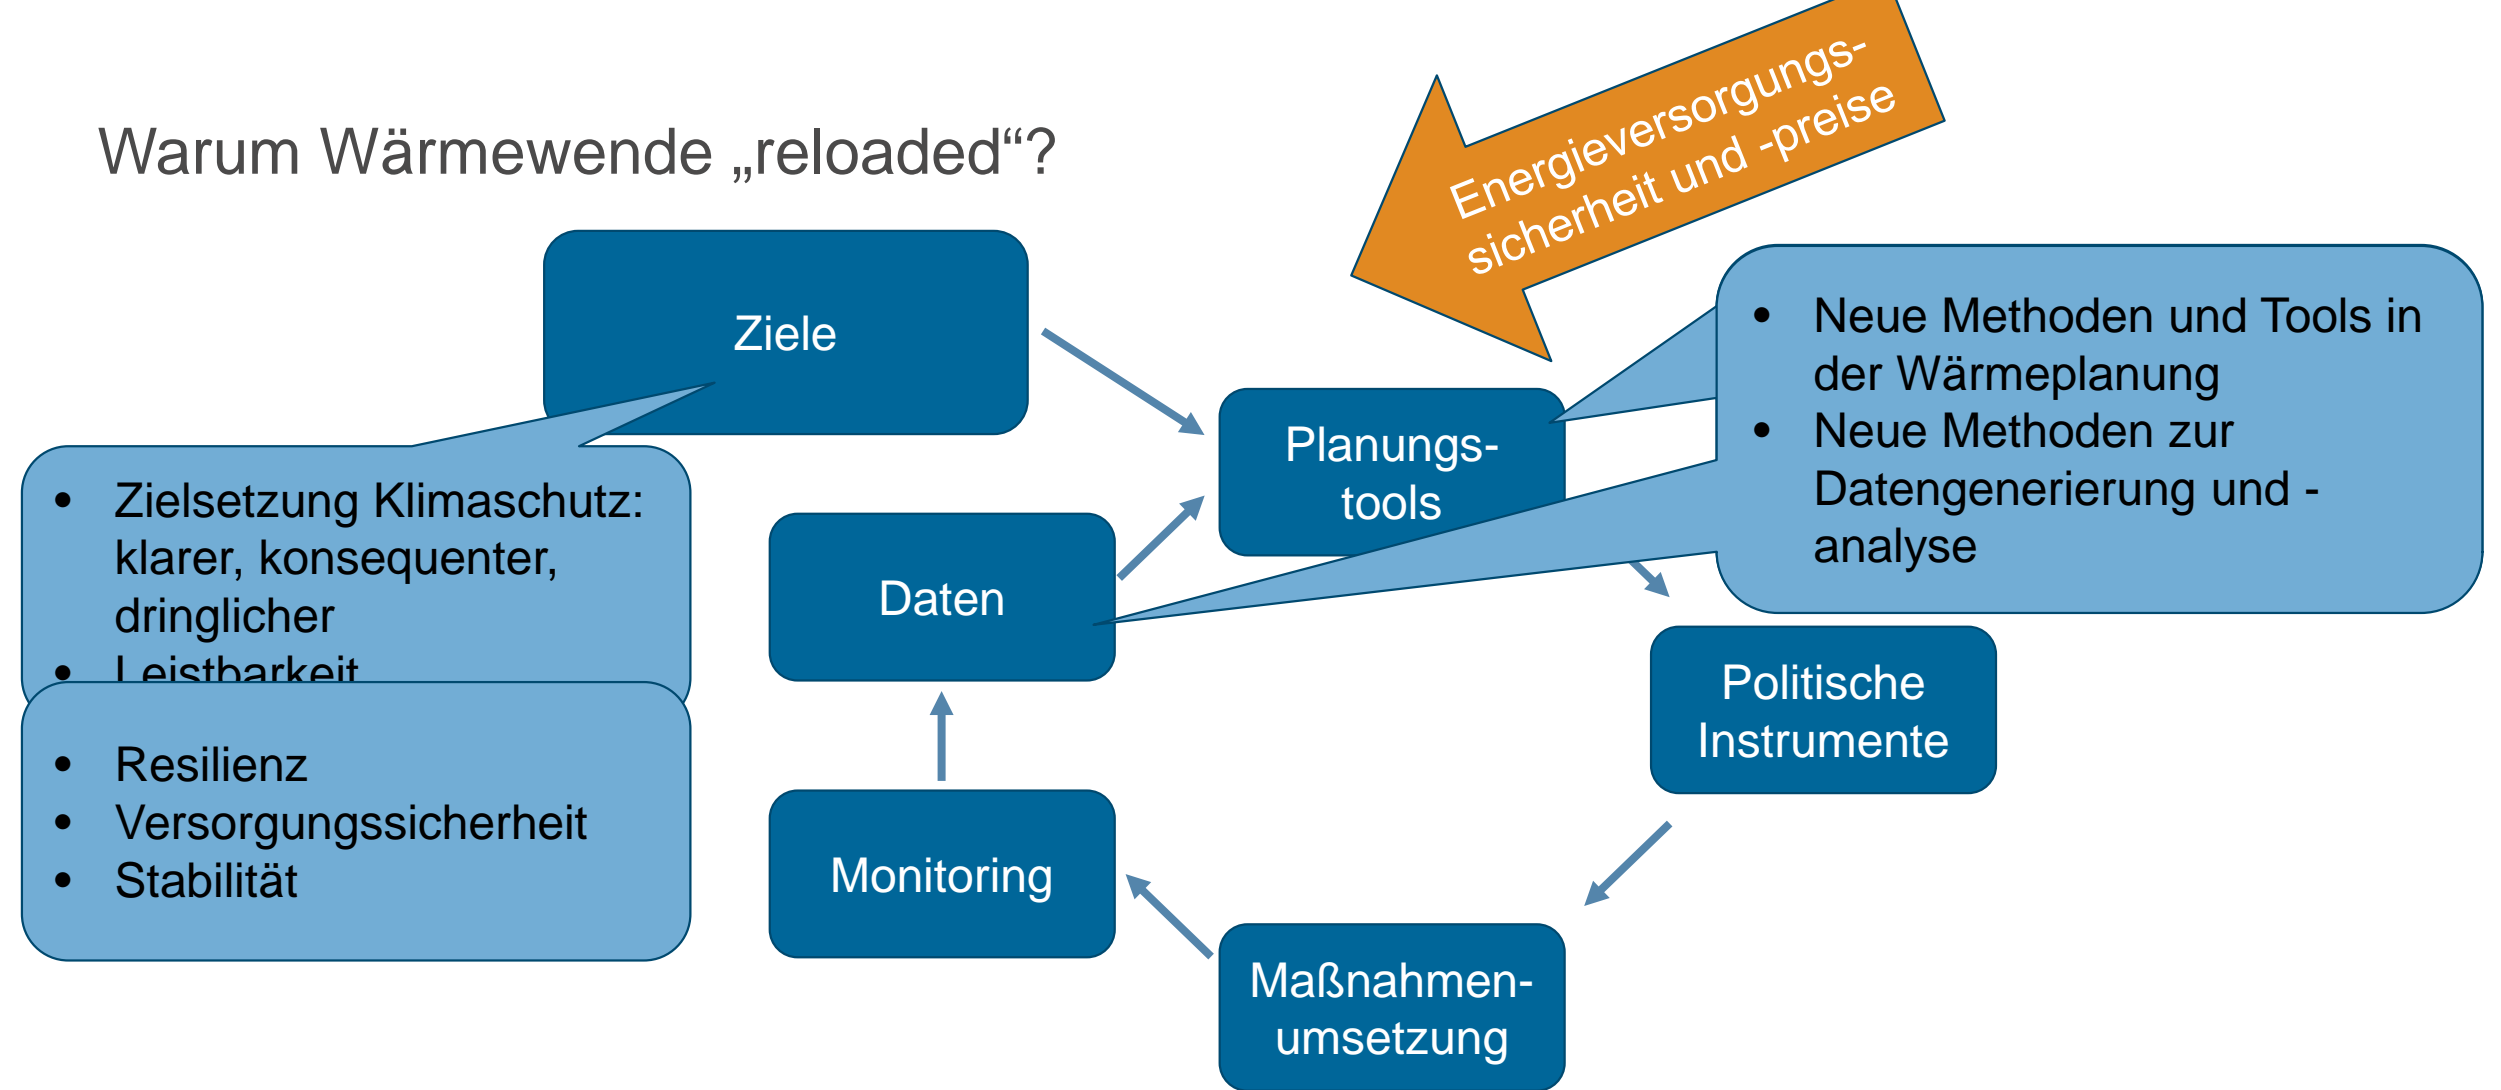 Warum Wärmewende „reloaded“?
Energieversorgungs-
sicherheit und -preise
Ziele
• Neue Methoden und Tools in
der Wärmeplanung
• Neue Methoden zur
Datengenerierung und -
analyse
Planungs-
tools
• Zielsetzung Klimaschutz:
klarer, konsequenter,
dringlicher
• Leistbarkeit
Daten
Politische
Instrumente
• Resilienz
• Versorgungssicherheit
• Stabilität
Monitoring
Maßnahmen-
umsetzung